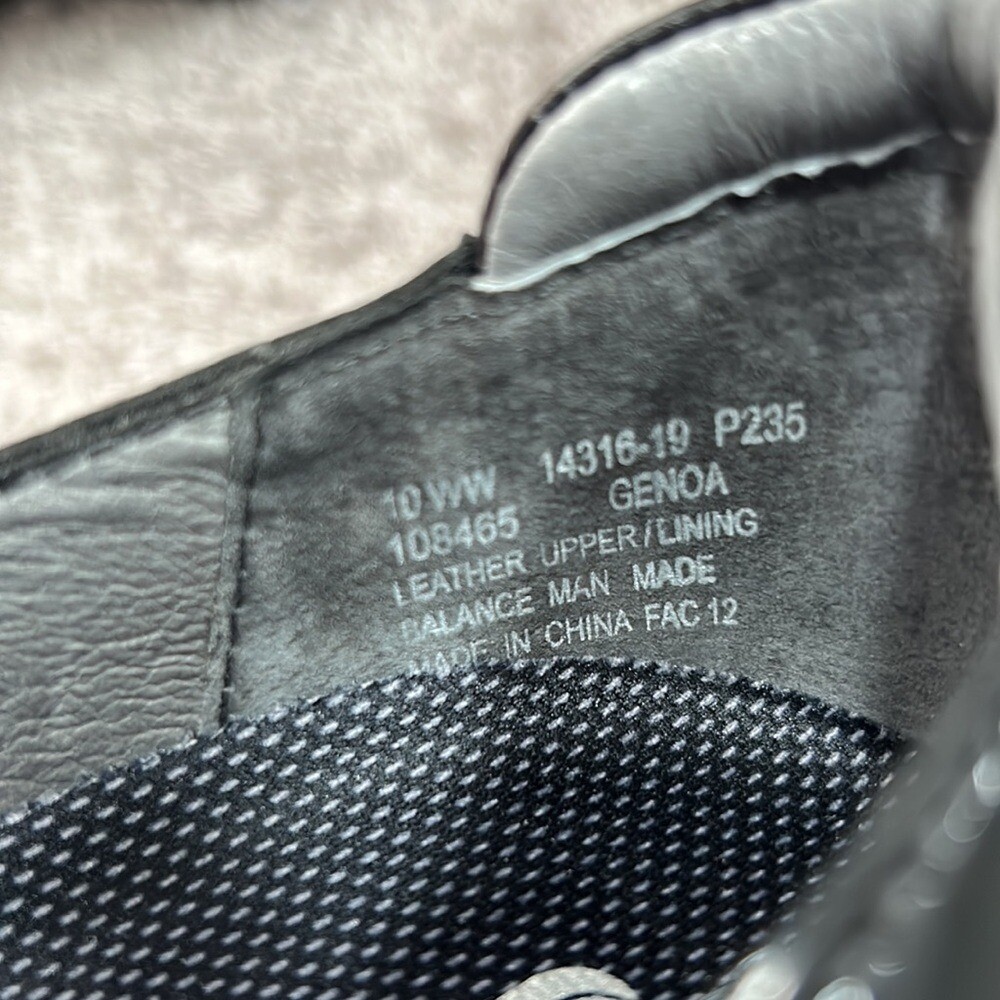 10 WW 14316-19 P235
108465 GENOA
LEATHER UPPER/LINING
BALANCE MAN MADE
MADE IN CHINA FAC 12